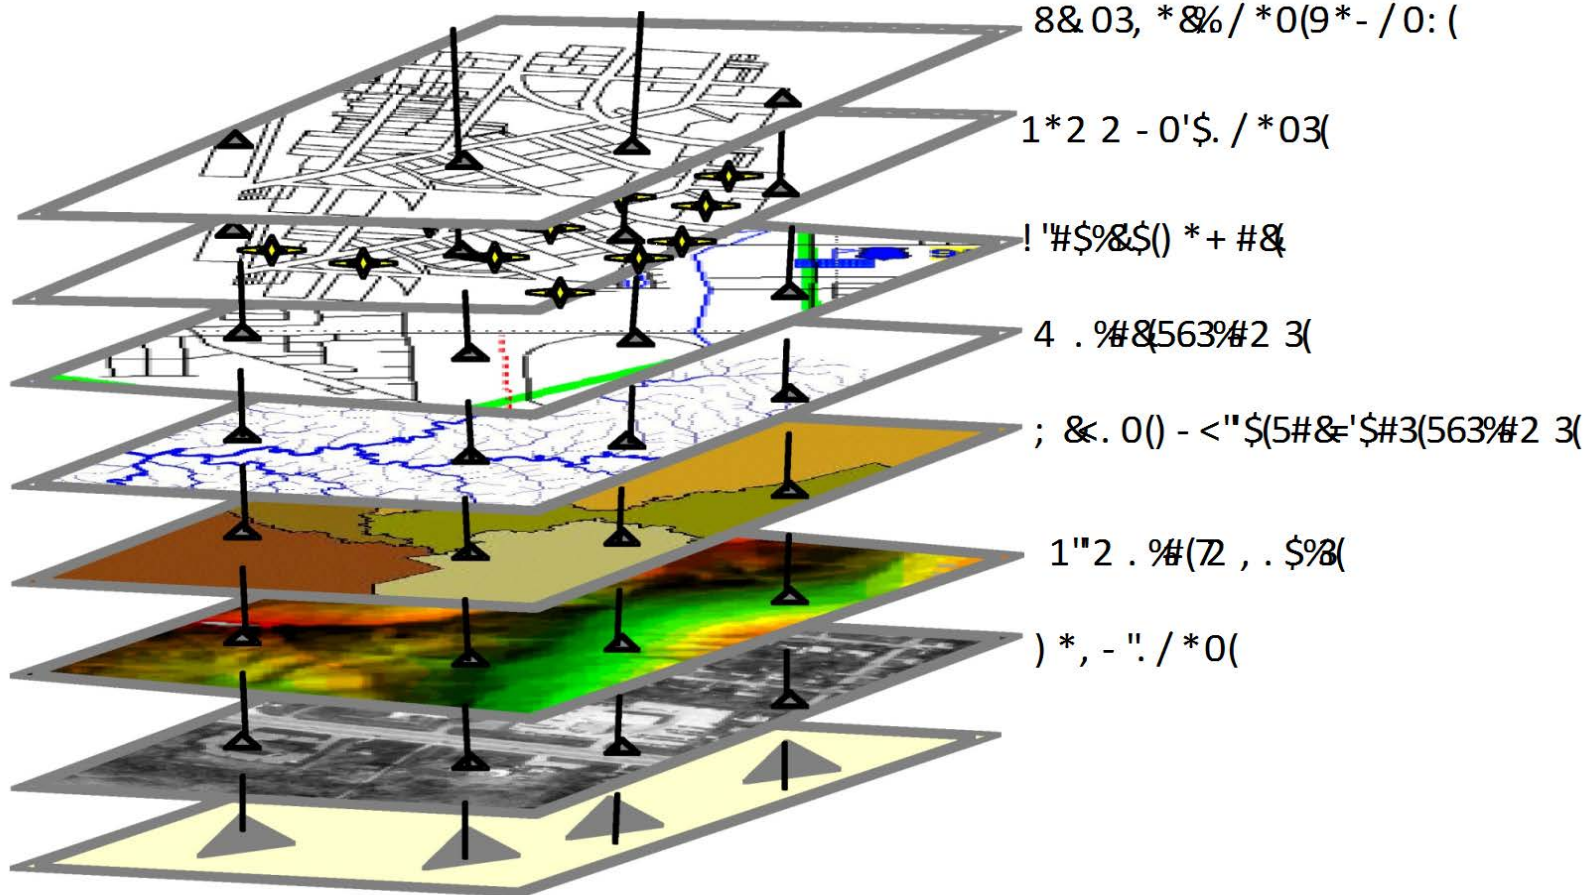 8& 03, *&% / *0(9*- / 0: (
1*2 2 - 0'$. / *03(
! "#$%&$() *+ #&(
4 . %#&(563%#2 3(
; &<. 0() - <"'$(5#&='$#3(563%#2 3(
1"'2 . %#(72 , . $%3(
) *, - ". / *0(